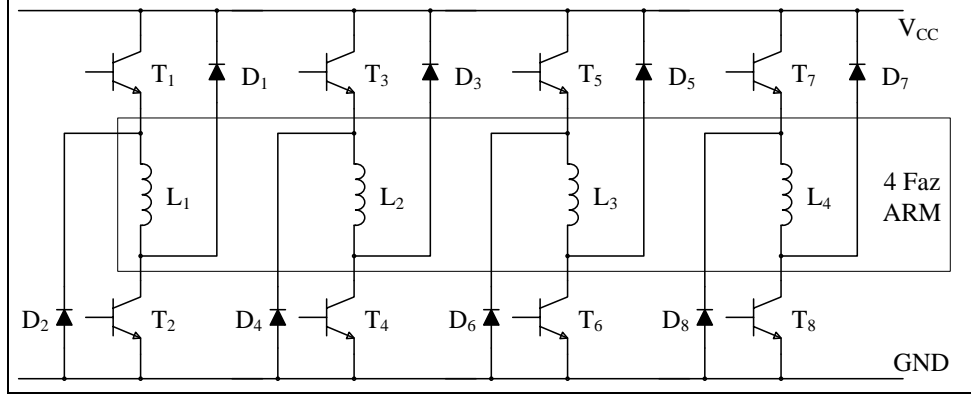 V_CC
T₁ D₁ T₃ D₃ T₅ D₅ T₇ D₇
L₁ L₂ L₃ L₄ 4 Faz
ARM
D₂ T₂ D₄ T₄ D₆ T₆ D₈ T₈
GND